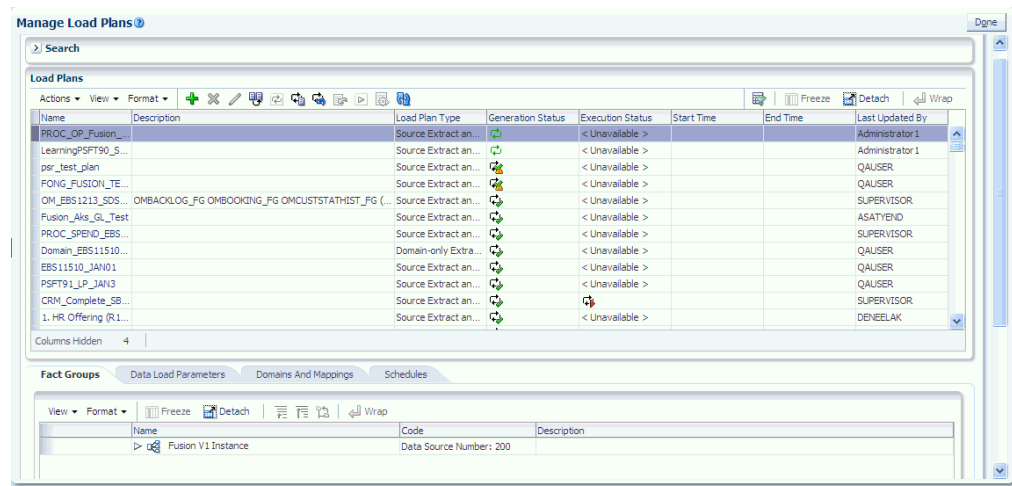 Manage Load Plans
Done
Search
Load Plans
Actions View Format Freeze Detach Wrap
Name Description Load Plan Type Generation Status Execution Status Start Time End Time Last Updated By
PROC_OP_Fusion_... Source Extract an... < Unavailable > Administrator1
LearningPSFT90_S... Source Extract an... < Unavailable > Administrator1
psr_test_plan Source Extract an... < Unavailable > QAUSER
FONG_FUSION_TE... Source Extract an... < Unavailable > QAUSER
OM_EBS1213_SDS... OMBACKLOG_FG OMBOOKING_FG OMCUSTSTATHIST_FG (... Source Extract an... < Unavailable > SUPERVISOR
Fusion_Aks_GL_Test Source Extract an... < Unavailable > ASATYEND
PROC_SPEND_EBS... Source Extract an... < Unavailable > SUPERVISOR
Domain_EBS11510... Domain-only Extra... < Unavailable > QAUSER
EBS11510_JAN01 Source Extract an... < Unavailable > QAUSER
PSFT91_LP_JAN3 Source Extract an... < Unavailable > QAUSER
CRM_Complete_SB... Source Extract an... SUPERVISOR
1. HR Offering (R1... Source Extract an... < Unavailable > DENEELAK
Columns Hidden 4
Fact Groups Data Load Parameters Domains And Mappings Schedules
View Format Freeze Detach Wrap
Name Code Description
Fusion V1 Instance Data Source Number: 200